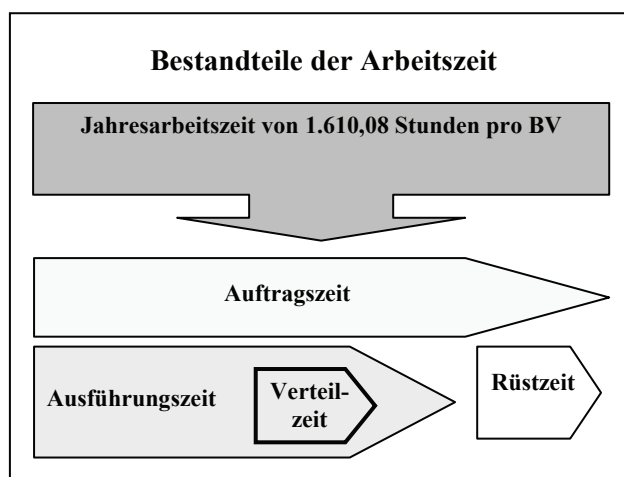 Bestandteile der Arbeitszeit
Jahresarbeitszeit von 1.610,08 Stunden pro BV
Auftragszeit
Ausführungszeit
Verteil-
zeit
Rüstzeit